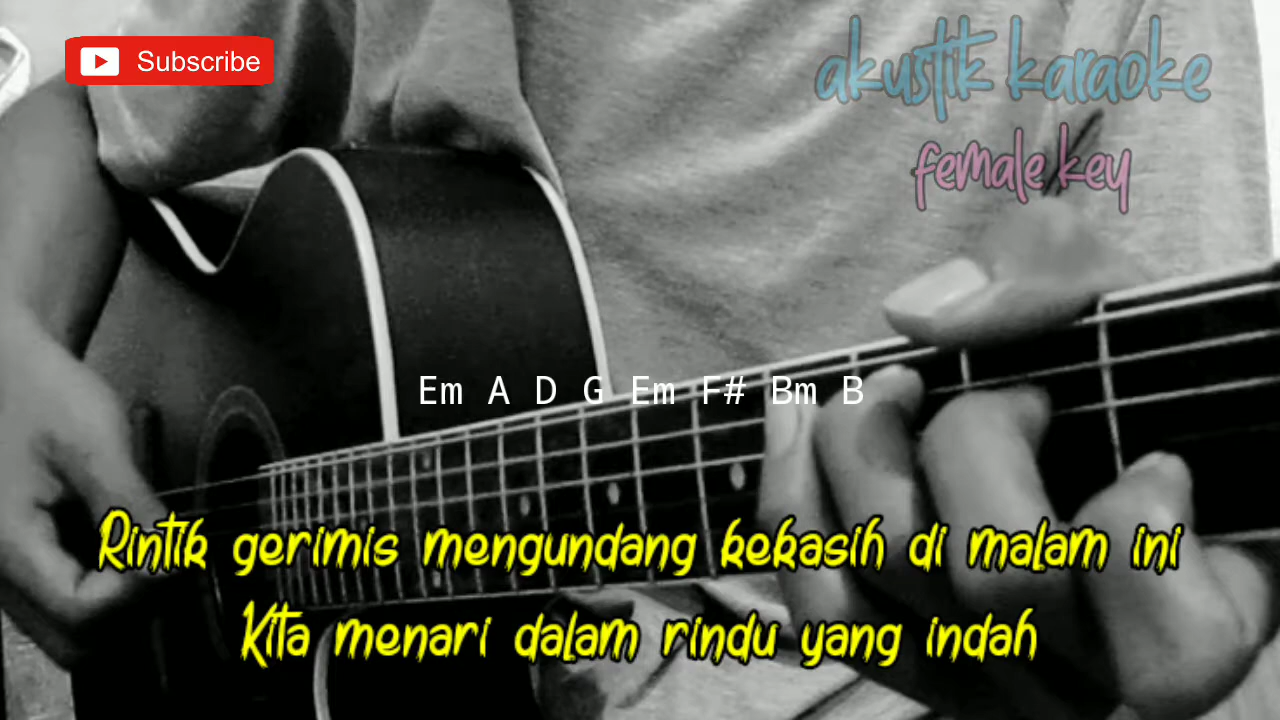 Subscribe
akustik karaoke
female key
Em A D G Em F# Bm B
Rintik gerimis mengundang kekasih di malam ini
Kita menari dalam rindu yang indah